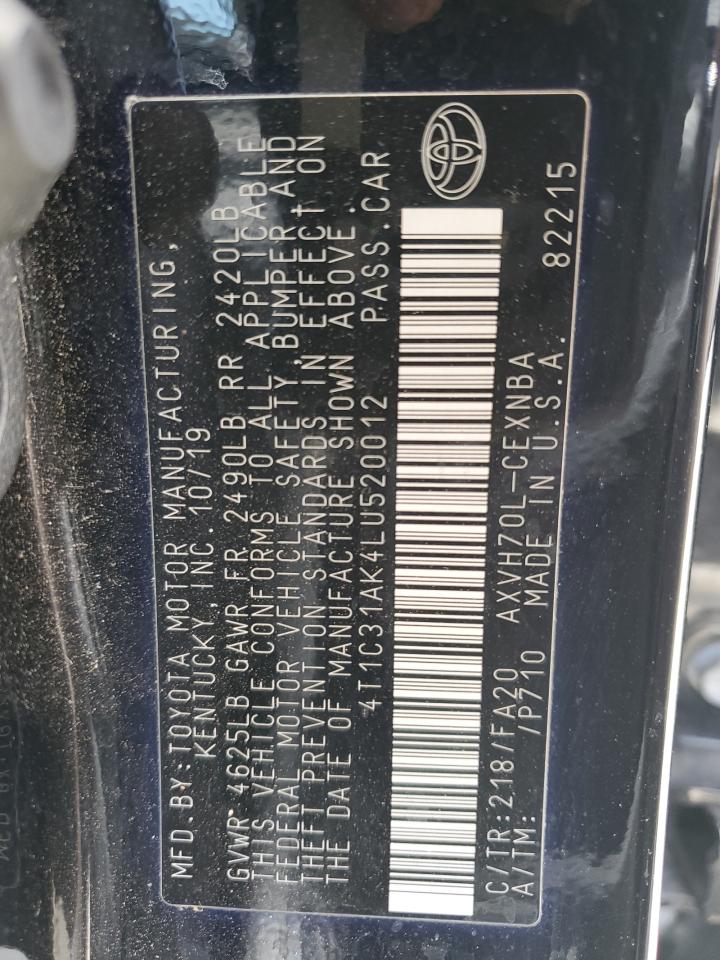 MFD.BY:TOYOTA MOTOR MANUFACTURING,
KENTUCKY,INC.10/19
GVWR 4625LB GAWR FR 2490LB RR 2420LB
THIS VEHICLE CONFORMS TO ALL APPLICABLE
FEDERAL MOTOR VEHICLE SAFETY,BUMPER AND
THEFT PREVENTION STANDARDS IN EFFECT ON
THE DATE OF MANUFACTURE SHOWN ABOVE.
4T1C31AK4LU520012 PASS.CAR
C/TR:218/FA20 AXVH70L-CEXNBA
A/TM: /P710 MADE IN U.S.A. 82215